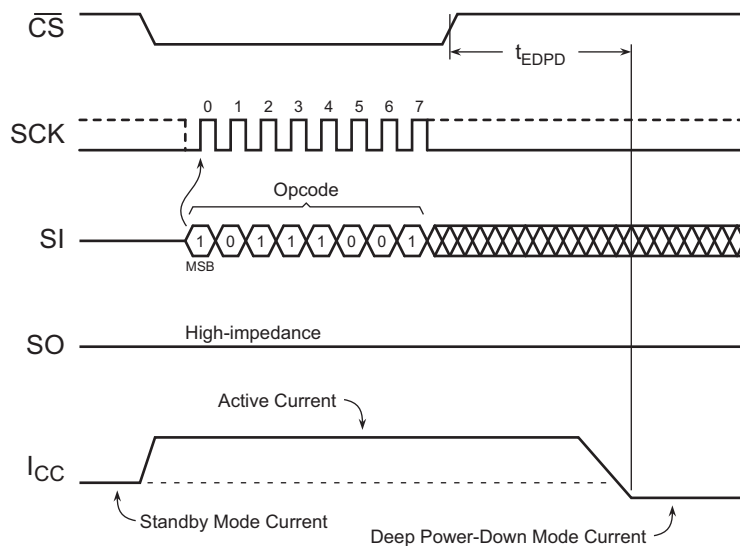 CS
tEDPD
0 1 2 3 4 5 6 7
SCK
Opcode
SI
1 0 1 1 1 0 0 1
MSB
High-impedance
SO
Active Current
ICC
Standby Mode Current
Deep Power-Down Mode Current